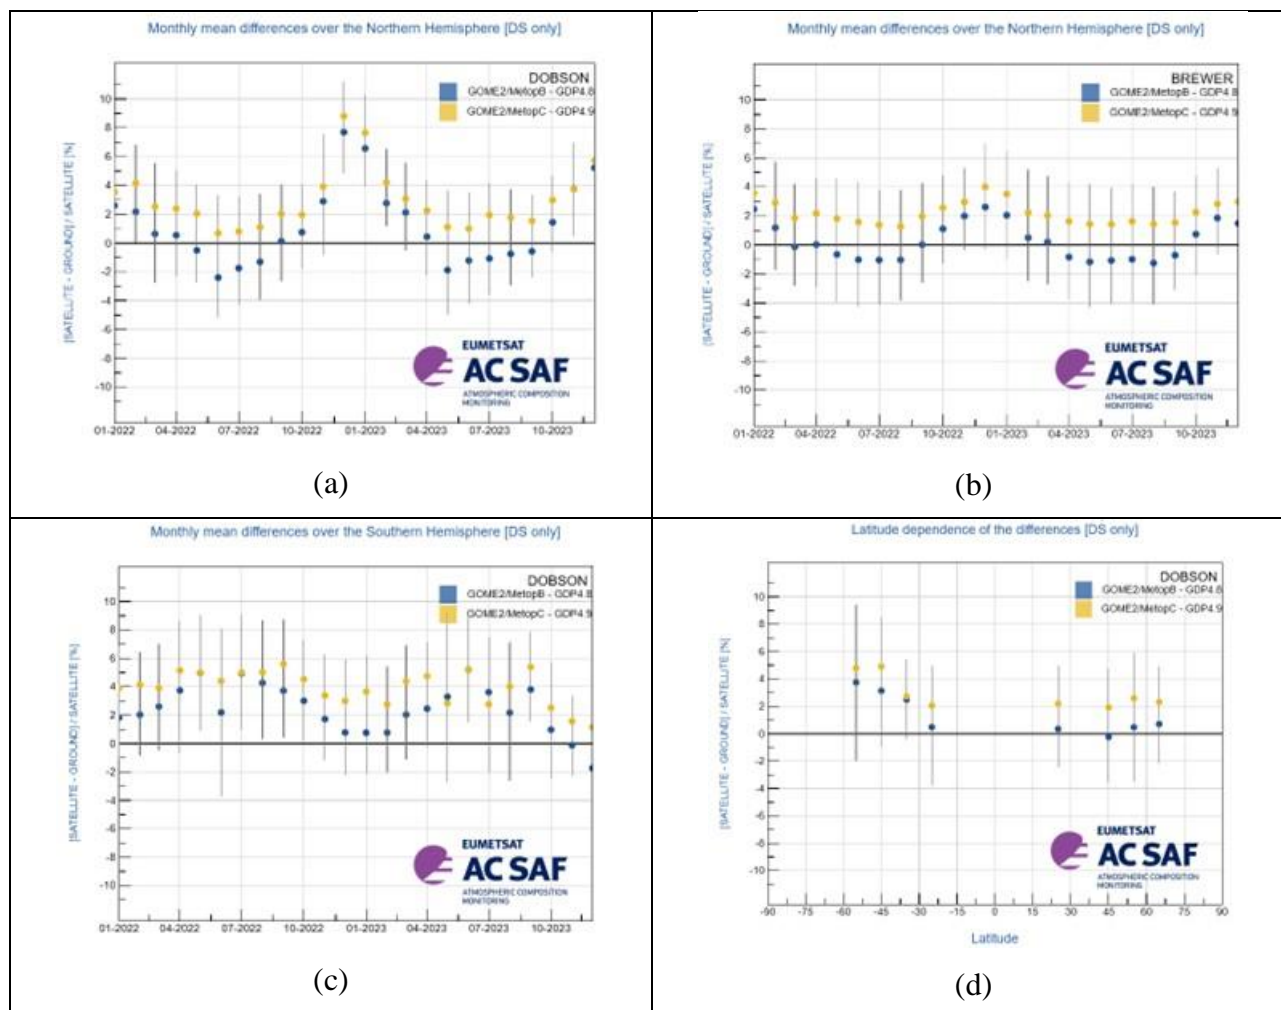 Monthly mean differences over the Northern Hemisphere [DS only]
[SATELLITE - GROUND] / SATELLITE [%]
DOBSON
GOME2/MetopB - GDP4.8
GOME2/MetopC - GDP4.9
10
8
6
4
2
0
-2
-4
-6
-8
-10
EUMETSAT
AC SAF
ATMOSPHERIC COMPOSITION
MONITORING
01-2022 04-2022 07-2022 10-2022 01-2023 04-2023 07-2023 10-2023
(a)
Monthly mean differences over the Northern Hemisphere [DS only]
[SATELLITE - GROUND] / SATELLITE [%]
BREWER
GOME2/MetopB - GDP4.8
GOME2/MetopC - GDP4.9
10
8
6
4
2
0
-2
-4
-6
-8
-10
EUMETSAT
AC SAF
ATMOSPHERIC COMPOSITION
MONITORING
01-2022 04-2022 07-2022 10-2022 01-2023 04-2023 07-2023 10-2023
(b)
Monthly mean differences over the Southern Hemisphere [DS only]
[SATELLITE - GROUND] / SATELLITE [%]
DOBSON
GOME2/MetopB - GDP4.8
GOME2/MetopC - GDP4.9
10
8
6
4
2
0
-2
-4
-6
-8
-10
EUMETSAT
AC SAF
ATMOSPHERIC COMPOSITION
MONITORING
01-2022 04-2022 07-2022 10-2022 01-2023 04-2023 07-2023 10-2023
(c)
Latitude dependence of the differences [DS only]
[SATELLITE - GROUND] / SATELLITE [%]
DOBSON
GOME2/MetopB - GDP4.8
GOME2/MetopC - GDP4.9
10
8
6
4
2
0
-2
-4
-6
-8
-10
EUMETSAT
AC SAF
ATMOSPHERIC COMPOSITION
MONITORING
-90 -75 -60 -45 -30 -15 0 15 30 45 60 75 90
Latitude
(d)